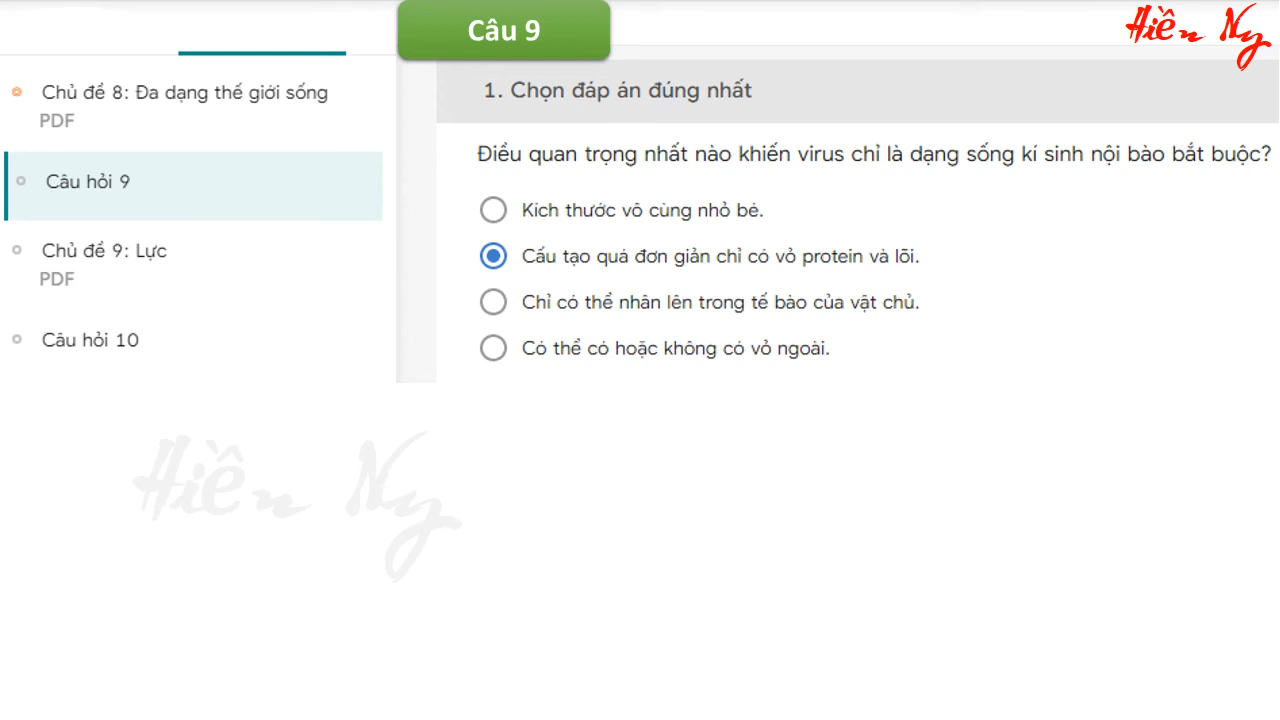 Câu 9
Hiền Ny
Chủ đề 8: Đa dạng thế giới sống
PDF
Câu hỏi 9
Chủ đề 9: Lực
PDF
Câu hỏi 10
1. Chọn đáp án đúng nhất
Điều quan trọng nhất nào khiến virus chỉ là dạng sống kí sinh nội bào bắt buộc?
Kích thước vô cùng nhỏ bé.
Cấu tạo quá đơn giản chỉ có vỏ protein và lõi.
Chỉ có thể nhân lên trong tế bào của vật chủ.
Có thể có hoặc không có vỏ ngoài.
Hiền Ny